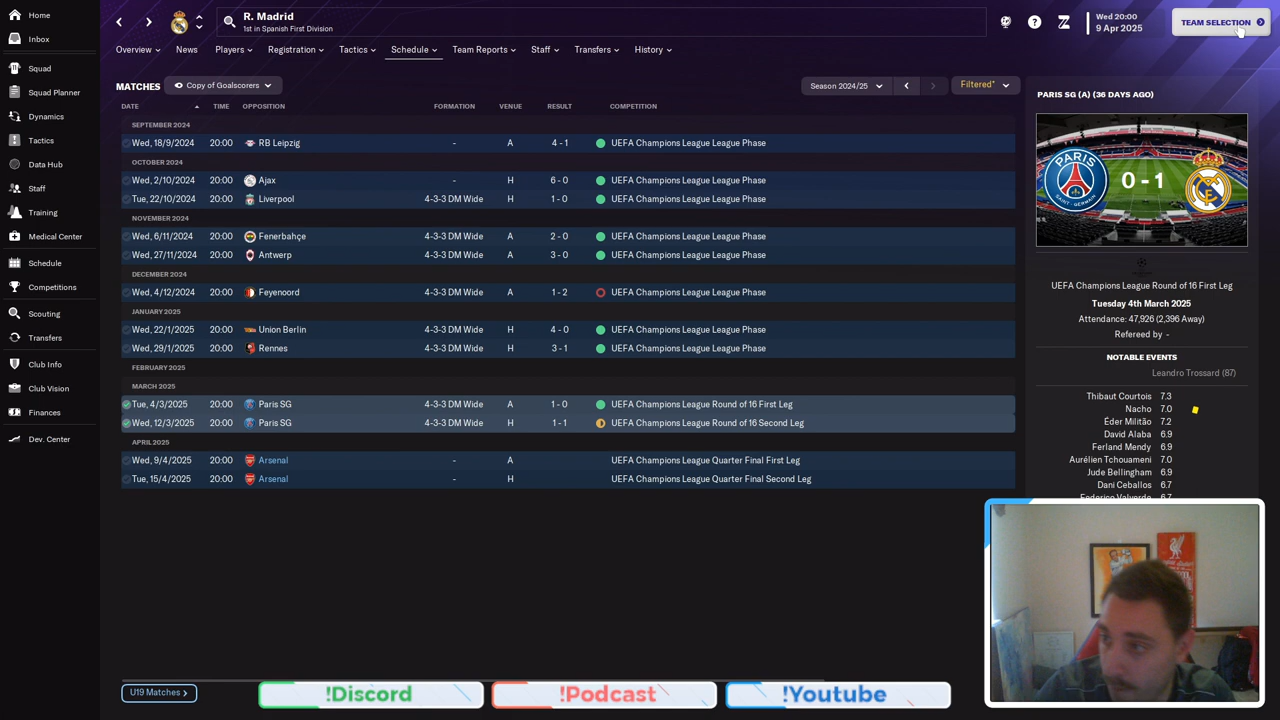 Home
Inbox
Squad
Squad Planner
Dynamics
Tactics
Data Hub
Staff
Training
Medical Center
Schedule
Competitions
Scouting
Transfers
Club Info
Club Vision
Finances
Dev. Center
R. Madrid
1st in Spanish First Division
Wed 20:00
9 Apr 2025
TEAM SELECTION
Overview
News
Players
Registration
Tactics
Schedule
Team Reports
Staff
Transfers
History
MATCHES
Copy of Goalscorers
Season 2024/25
Filtered*
DATE TIME OPPOSITION FORMATION VENUE RESULT COMPETITION
SEPTEMBER 2024
Wed, 18/9/2024 20:00 RB Leipzig A 4 - 1 UEFA Champions League League Phase
OCTOBER 2024
Wed, 2/10/2024 20:00 Ajax H 6 - 0 UEFA Champions League League Phase
Tue, 22/10/2024 20:00 Liverpool 4-3-3 DM Wide H 1 - 0 UEFA Champions League League Phase
NOVEMBER 2024
Wed, 6/11/2024 20:00 Fenerbahçe 4-3-3 DM Wide A 2 - 0 UEFA Champions League League Phase
Wed, 27/11/2024 20:00 Antwerp 4-3-3 DM Wide A 3 - 0 UEFA Champions League League Phase
DECEMBER 2024
Wed, 4/12/2024 20:00 Feyenoord 4-3-3 DM Wide A 1 - 2 UEFA Champions League League Phase
JANUARY 2025
Wed, 22/1/2025 20:00 Union Berlin 4-3-3 DM Wide H 4 - 0 UEFA Champions League League Phase
Wed, 29/1/2025 20:00 Rennes 4-3-3 DM Wide H 3 - 1 UEFA Champions League League Phase
FEBRUARY 2025
MARCH 2025
Tue, 4/3/2025 20:00 Paris SG 4-3-3 DM Wide A 1 - 0 UEFA Champions League Round of 16 First Leg
Wed, 12/3/2025 20:00 Paris SG 4-3-3 DM Wide H 1 - 1 UEFA Champions League Round of 16 Second Leg
APRIL 2025
Wed, 9/4/2025 20:00 Arsenal - A UEFA Champions League Quarter Final First Leg
Tue, 15/4/2025 20:00 Arsenal - H UEFA Champions League Quarter Final Second Leg
PARIS SG (A) (36 DAYS AGO)
PARIS
SAINT-GERMAIN
0 - 1
UEFA Champions League Round of 16 First Leg
Tuesday 4th March 2025
Attendance: 47,926 (2,396 Away)
Refereed by -
NOTABLE EVENTS
Leandro Trossard (87)
Thibaut Courtois 7.3
Nacho 7.0
Éder Militão 7.2
David Alaba 6.9
Ferland Mendy 6.9
Aurélien Tchouameni 7.0
Jude Bellingham 6.9
Dani Ceballos 6.7
Federico Valverde 6.7
U19 Matches
!Discord
!Podcast
!Youtube